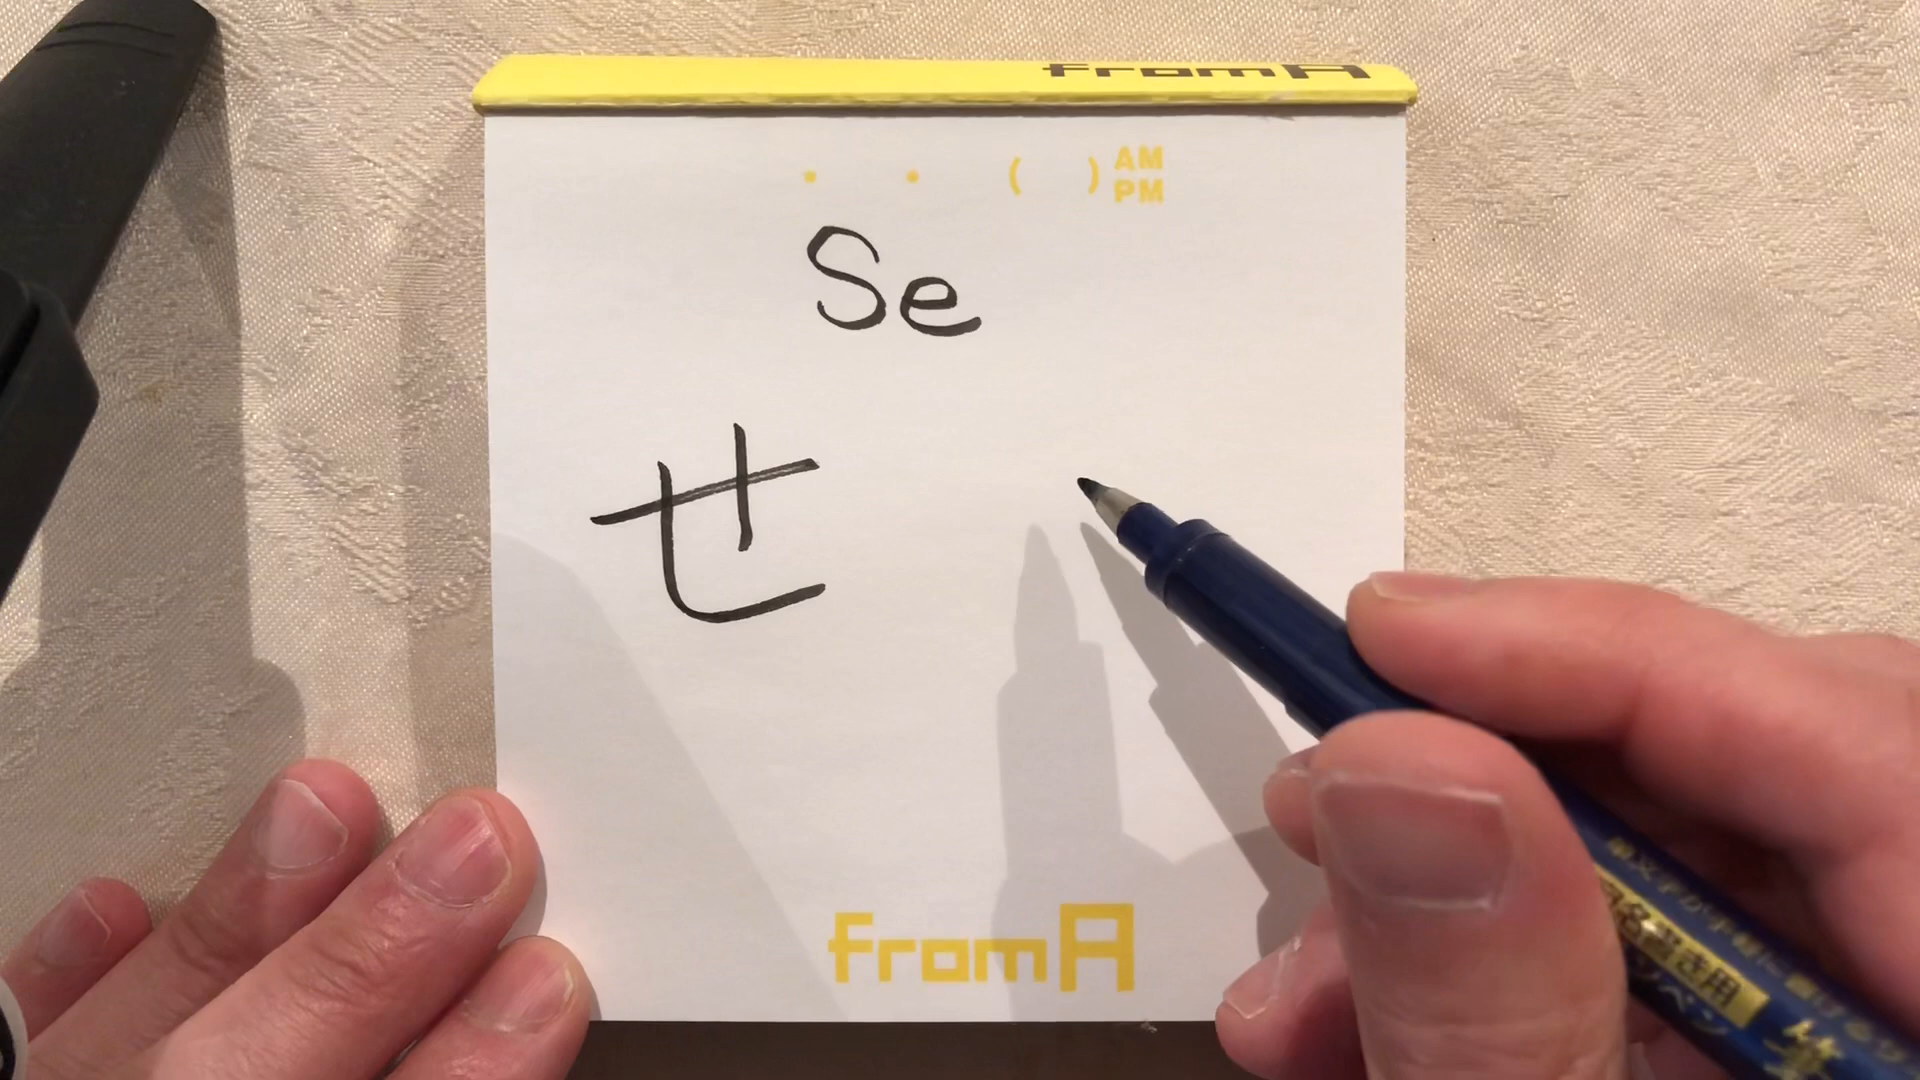 fromA
・ ・ ( ) AM
PM
Se
せ
fromA